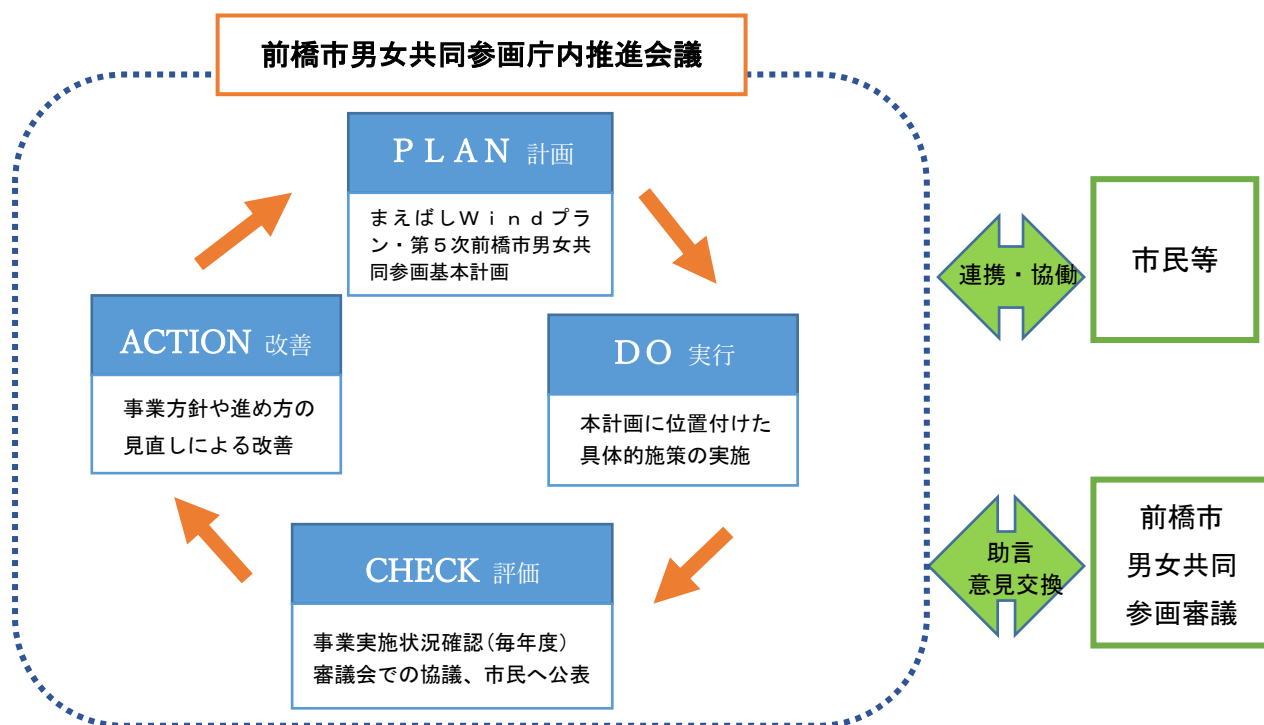 前橋市男女共同参画庁内推進会議
ＰＬＡＮ 計画
まえばしＷｉｎｄプラ
ン・第５次前橋市男女共
同参画基本計画
ＤＯ 実行
本計画に位置付けた
具体的施策の実施
CHECK 評価
事業実施状況確認（毎年度）
審議会での協議、市民へ公表
ACTION 改善
事業方針や進め方の
見直しによる改善
連携・協働
市民等
助言
意見交換
前橋市
男女共同
参画審議